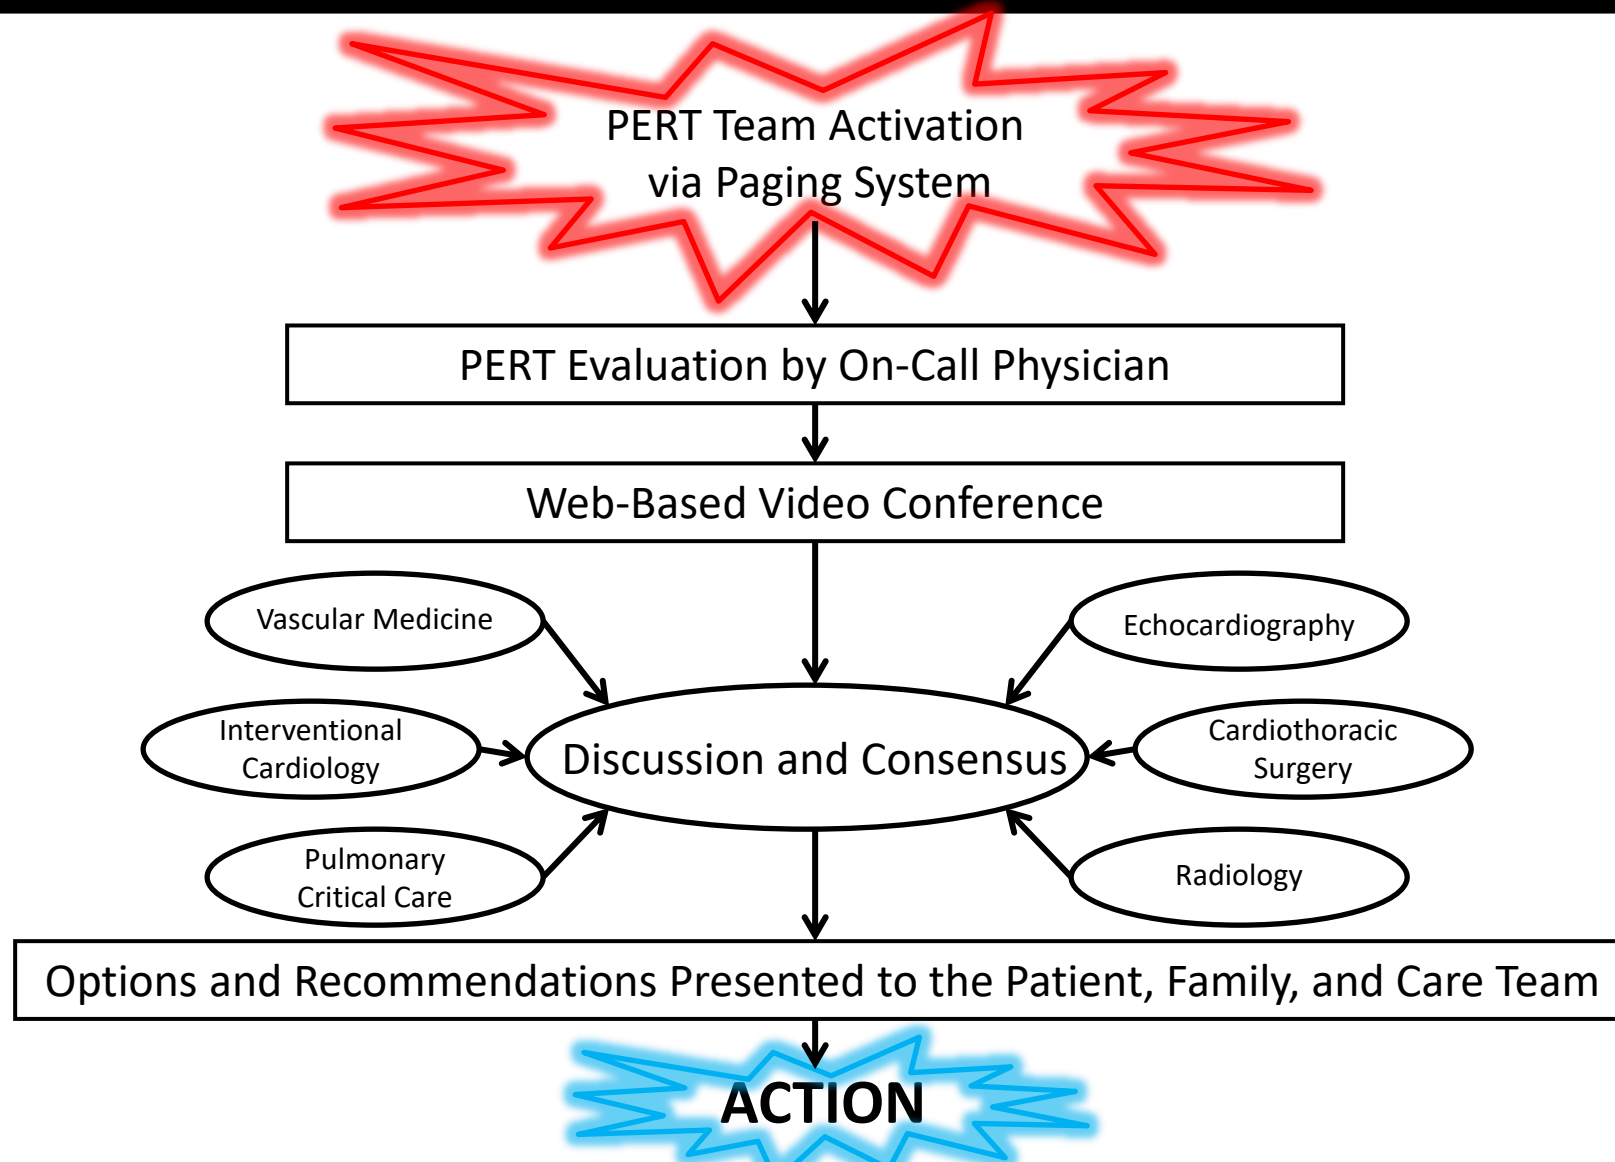 PERT Team Activation
via Paging System
PERT Evaluation by On-Call Physician
Web-Based Video Conference
Vascular Medicine
Echocardiography
Interventional
Cardiology
Discussion and Consensus
Cardiothoracic
Surgery
Pulmonary
Critical Care
Radiology
Options and Recommendations Presented to the Patient, Family, and Care Team
ACTION